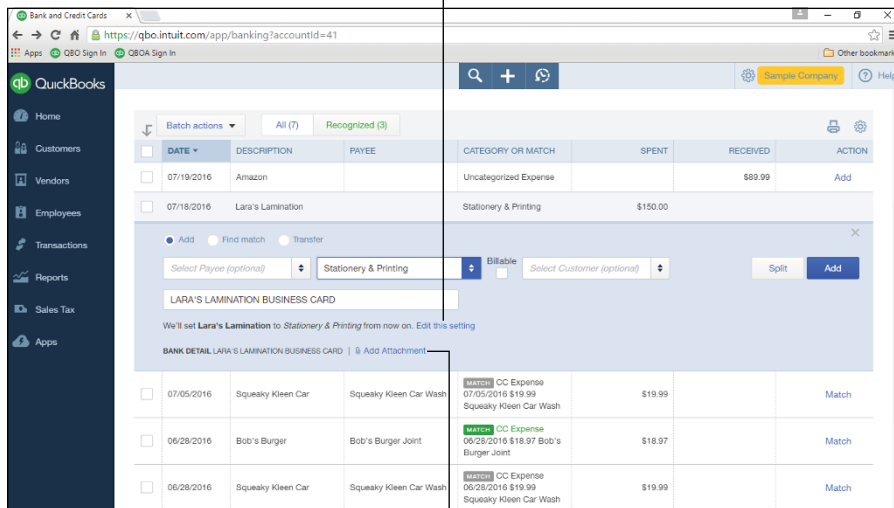 Bank and Credit Cards
https://qbo.intuit.com/app/banking?accountId=41
Apps QBO Sign In QBOA Sign In Other bookmark
qb QuickBooks
Sample Company ? Help
Home
Customers
Vendors
Employees
Transactions
Reports
Sales Tax
Apps
Batch actions All (7) Recognized (3)
DATE DESCRIPTION PAYEE CATEGORY OR MATCH SPENT RECEIVED ACTION
07/19/2016 Amazon Uncategorized Expense $89.99 Add
07/18/2016 Lara's Lamination Stationery & Printing $150.00
Add Find match Transfer
Select Payee (optional) Stationery & Printing Billable Select Customer (optional) Split Add
LARA'S LAMINATION BUSINESS CARD
We'll set Lara's Lamination to Stationery & Printing from now on. Edit this setting
BANK DETAIL LARA'S LAMINATION BUSINESS CARD | Add Attachment
07/05/2016 Squeaky Kleen Car Squeaky Kleen Car Wash MATCH CC Expense
07/05/2016 $19.99
Squeaky Kleen Car Wash $19.99 Match
06/28/2016 Bob's Burger Bob's Burger Joint MATCH CC Expense
06/28/2016 $18.97 Bob's
Burger Joint $18.97 Match
06/28/2016 Squeaky Kleen Car Squeaky Kleen Car Wash MATCH CC Expense
06/28/2016 $19.99
Squeaky Kleen Car Wash $19.99 Match